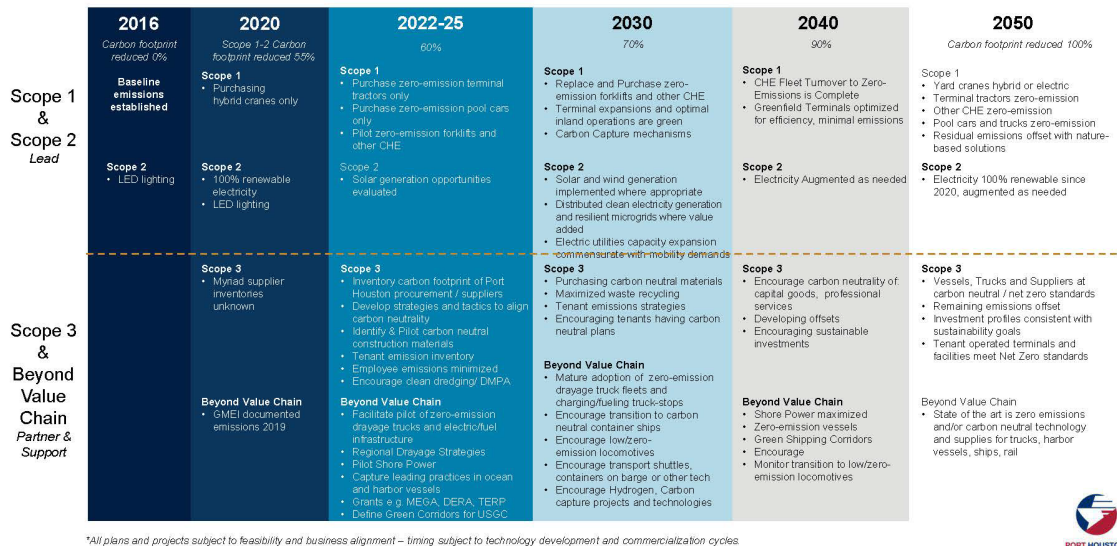 2016
Carbon footprint
reduced 0%
2020
Scope 1-2 Carbon
footprint reduced 55%
2022-25
60%
2030
70%
2040
90%
2050
Carbon footprint reduced 100%
Scope 1
&
Scope 2
Lead
Baseline
emissions
established
Scope 2
• LED lighting
Scope 1
• Purchasing
hybrid cranes only
Scope 2
• 100% renewable
electricity
• LED lighting
Scope 1
• Purchase zero-emission terminal
tractors only
• Purchase zero-emission pool cars
only
• Pilot zero-emission forklifts and
other CHE
Scope 2
• Solar generation opportunities
evaluated
Scope 1
• Replace and Purchase zero-
emission forklifts and other CHE
• Terminal expansions and optimal
inland operations are green
• Carbon Capture mechanisms
Scope 2
• Solar and wind generation
implemented where appropriate
• Distributed clean electricity generation
and resilient microgrids where value
added
• Electric utilities capacity expansion
commensurate with mobility demands
Scope 1
• CHE Fleet Turnover to Zero-
Emissions is Complete
• Greenfield Terminals optimized
for efficiency, minimal emissions
Scope 2
• Electricity Augmented as needed
Scope 1
• Yard cranes hybrid or electric
• Terminal tractors zero-emission
• Other CHE zero-emission
• Pool cars and trucks zero-emission
• Residual emissions offset with nature-
based solutions
Scope 2
• Electricity 100% renewable since
2020, augmented as needed
Scope 3
&
Beyond
Value
Chain
Partner &
Support
Scope 3
• Myriad supplier
inventories
unknown
Beyond Value Chain
• GMEI documented
emissions 2019
Scope 3
• Inventory carbon footprint of Port
Houston procurement / suppliers
• Develop strategies and tactics to align
carbon neutrality
• Identify & Pilot carbon neutral
construction materials
• Tenant emission inventory
• Employee emissions minimized
• Encourage clean dredging/ DMPA
Beyond Value Chain
• Facilitate pilot of zero-emission
drayage trucks and electric/fuel
infrastructure
• Regional Drayage Strategies
• Pilot Shore Power
• Capture leading practices in ocean
and harbor vessels
• Grants e.g. MEGA, DERA, TERP
• Define Green Corridors for USGC
Scope 3
• Purchasing carbon neutral materials
• Maximized waste recycling
• Tenant emissions strategies
• Encouraging tenants having carbon
neutral plans
Beyond Value Chain
• Mature adoption of zero-emission
drayage truck fleets and
charging/fueling truck-stops
• Encourage transition to carbon
neutral container ships
• Encourage low/zero-
emission locomotives
• Encourage transport shuttles,
containers on barge or other tech
• Encourage Hydrogen, Carbon
capture projects and technologies
Scope 3
• Encourage carbon neutrality of:
capital goods, professional
services
• Developing offsets
• Encouraging sustainable
investments
Beyond Value Chain
• Shore Power maximized
• Zero-emission vessels
• Green Shipping Corridors
• Encourage
• Monitor transition to low/zero-
emission locomotives
Scope 3
• Vessels, Trucks and Suppliers at
carbon neutral / net zero standards
• Remaining emissions offset
• Investment profiles consistent with
sustainability goals
• Tenant operated terminals and
facilities meet Net Zero standards
Beyond Value Chain
• State of the art is zero emissions
and/or carbon neutral technology
and supplies for trucks, harbor
vessels, ships, rail
*All plans and projects subject to feasibility and business alignment – timing subject to technology development and commercialization cycles.